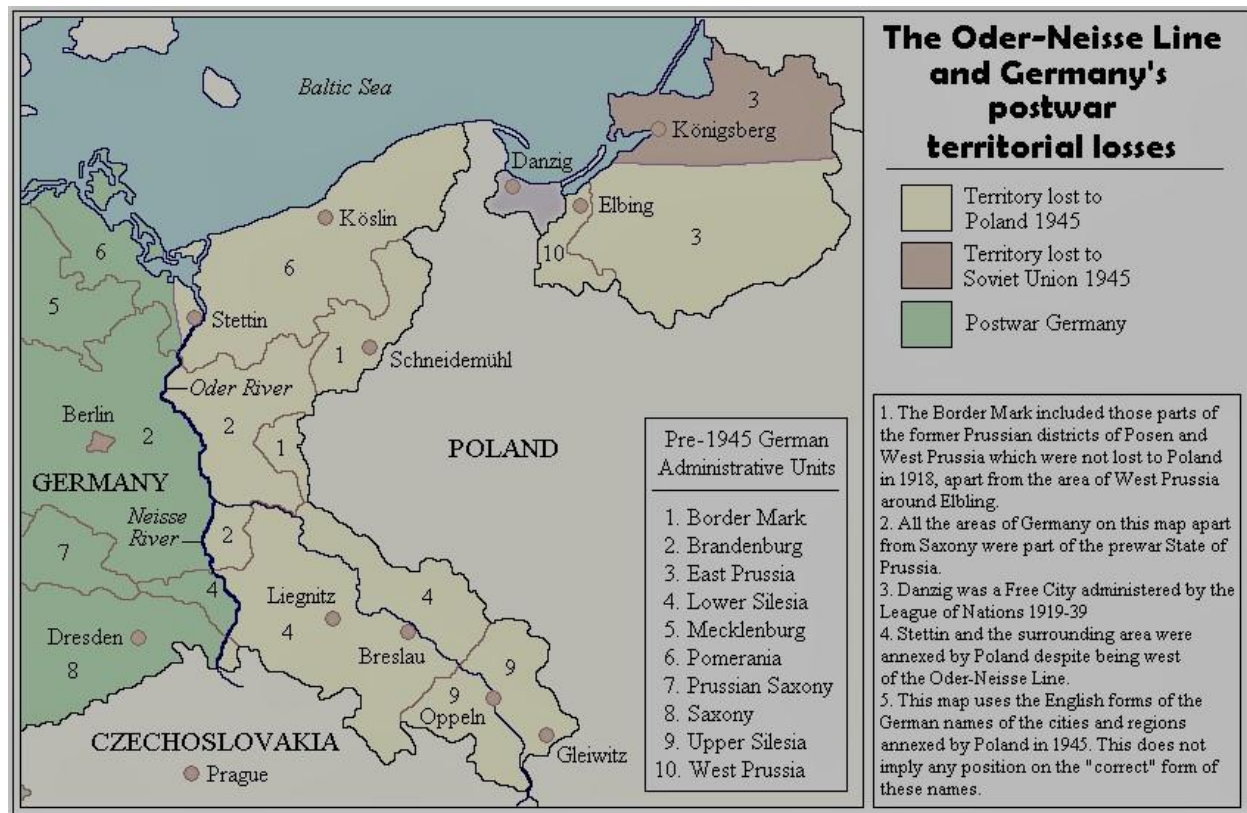 The Oder-Neisse Line
and Germany's
postwar
territorial losses
Territory lost to
Poland 1945
Territory lost to
Soviet Union 1945
Postwar Germany
Baltic Sea
3
Königsberg
Danzig
Elbing
Köslin
10
3
6
6
5
Stettin
1
Schneidemühl
Oder River
Berlin
2
2
1
POLAND
GERMANY
Neisse
River
2
7
4
Liegnitz
4
4
Dresden
8
Breslau
9
9
Oppeln
Gleiwitz
CZECHOSLOVAKIA
Prague
Pre-1945 German
Administrative Units
1. Border Mark
2. Brandenburg
3. East Prussia
4. Lower Silesia
5. Mecklenburg
6. Pomerania
7. Prussian Saxony
8. Saxony
9. Upper Silesia
10. West Prussia
1. The Border Mark included those parts of
the former Prussian districts of Posen and
West Prussia which were not lost to Poland
in 1918, apart from the area of West Prussia
around Elbling.
2. All the areas of Germany on this map apart
from Saxony were part of the prewar State of
Prussia.
3. Danzig was a Free City administered by the
League of Nations 1919-39
4. Stettin and the surrounding area were
annexed by Poland despite being west
of the Oder-Neisse Line.
5. This map uses the English forms of the
German names of the cities and regions
annexed by Poland in 1945. This does not
imply any position on the "correct" form of
these names.